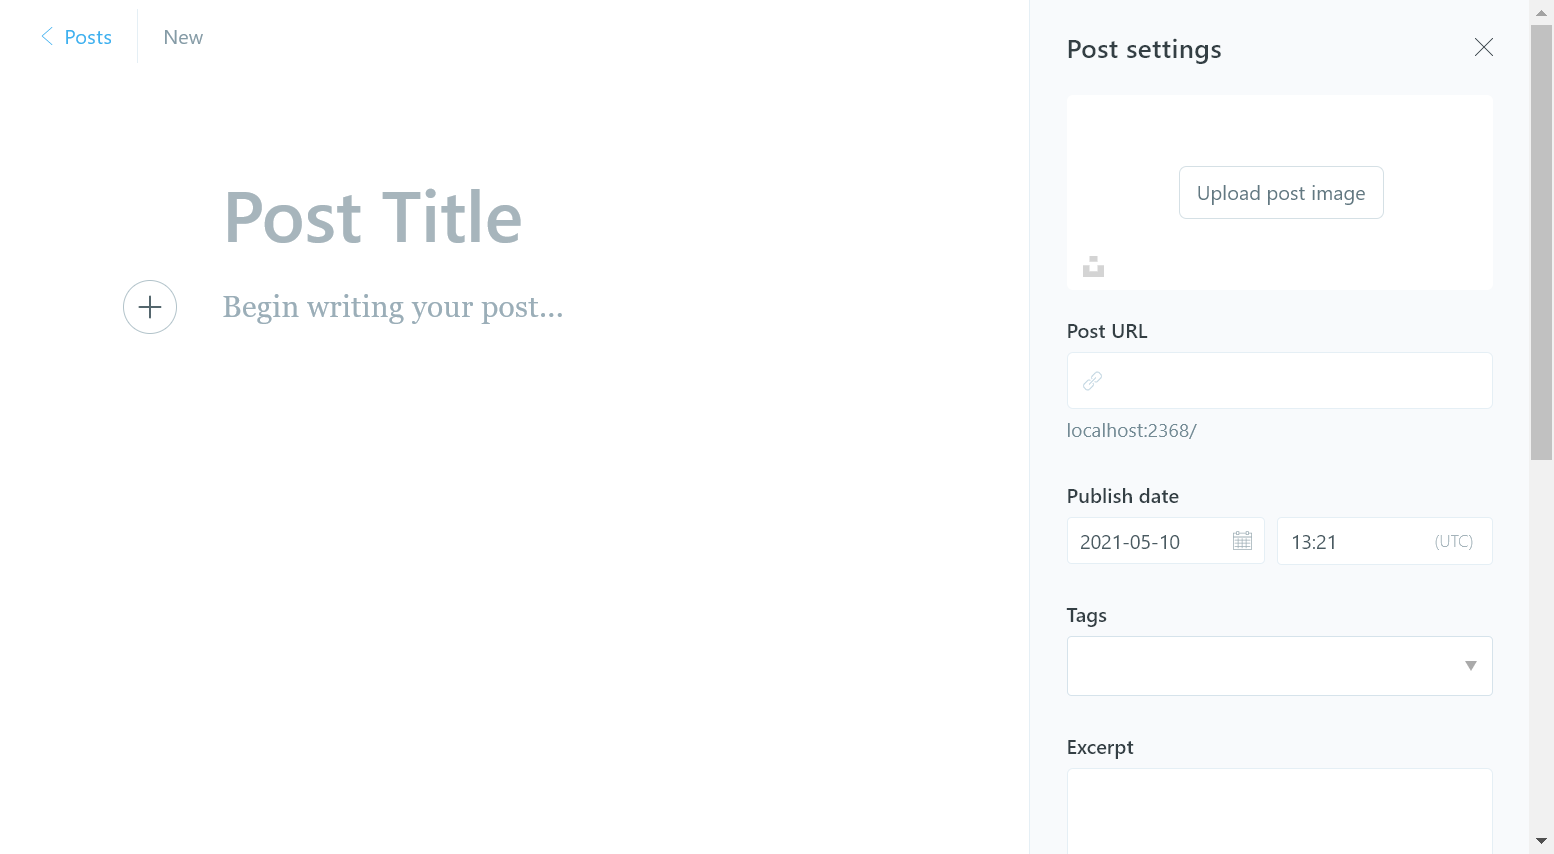 Posts
New
Post Title
Begin writing your post...
Post settings
Upload post image
Post URL
localhost:2368/
Publish date
2021-05-10
13:21
(UTC)
Tags
Excerpt